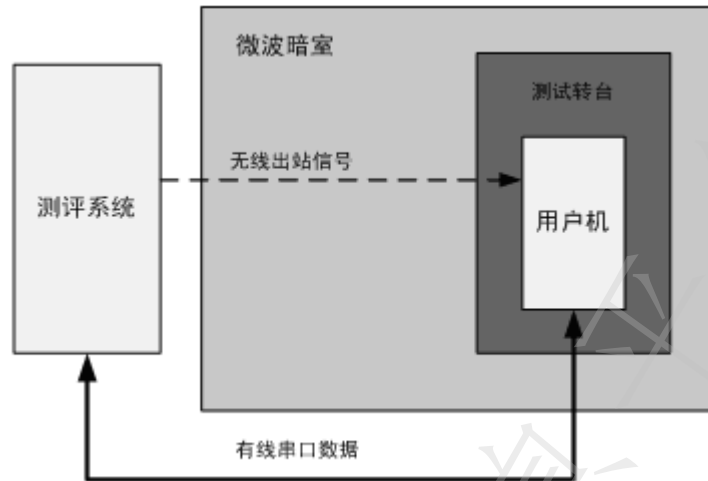 微波暗室
测试转台
无线出站信号
测评系统
用户机
有线串口数据